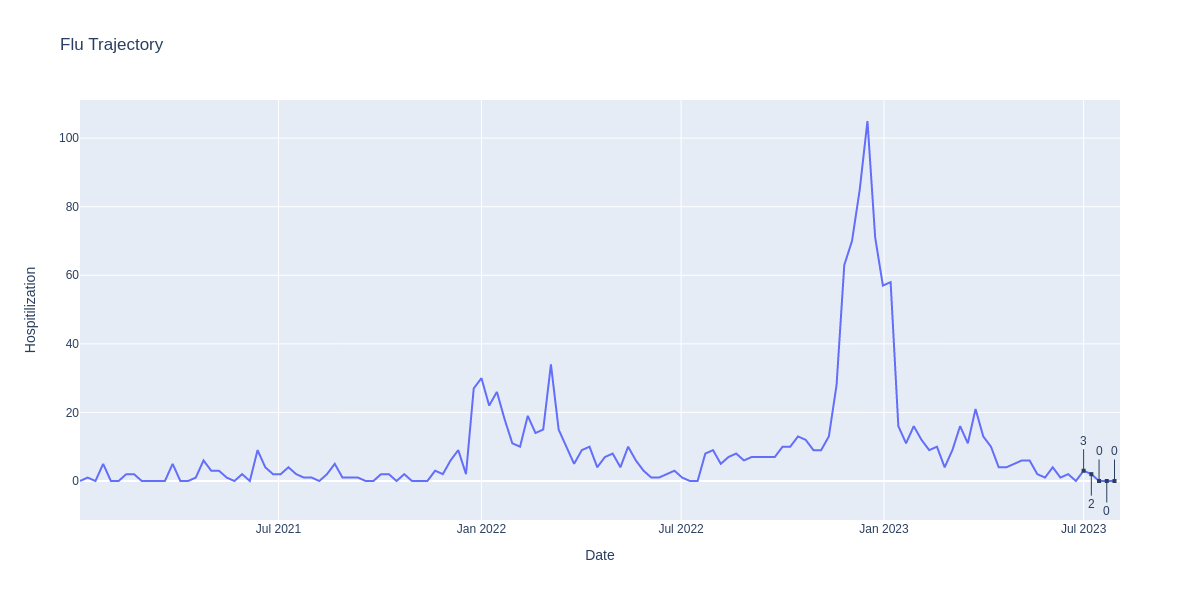 Flu Trajectory
Hospitilization
100
80
60
40
20
0
3
0
0
2
0
Jul 2021
Jan 2022
Jul 2022
Jan 2023
Jul 2023
Date